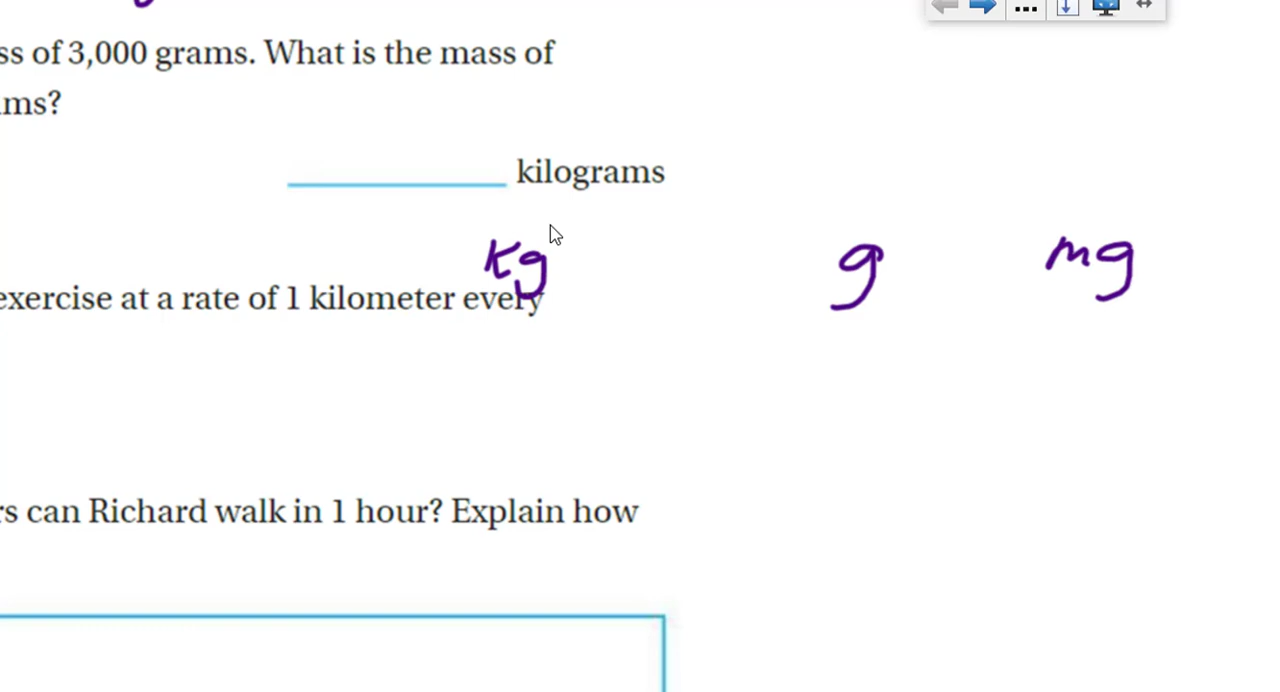 ss of 3,000 grams. What is the mass of
ms?
kilograms
kg g mg
exercise at a rate of 1 kilometer every
rs can Richard walk in 1 hour? Explain how